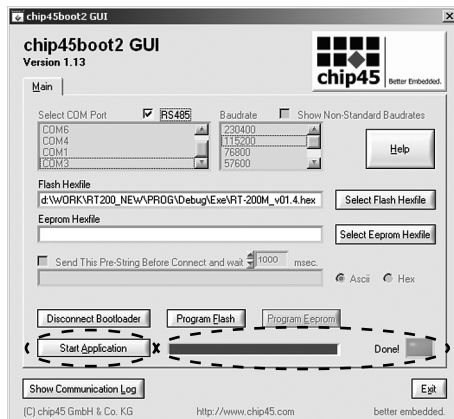 chip45boot2 GUI
chip45boot2 GUI
Version 1.13
chip45 Better Embedded.
Main
Select COM Port RS485 Baudrate Show Non-Standard Baudrates
COM6 230400
COM4 115200
COM1 76800
COM3 57600
Help
Flash Hexfile
d:\WORK\RT200_NEW\PROG\Debug\Exe\RT-200M_v01.4.hex Select Flash Hexfile
Eeprom Hexfile
Select Eeprom Hexfile
Send This Pre-String Before Connect and wait 1000 msec.
Ascii Hex
Disconnect Bootloader Program Flash Program Eeprom
Start Application Done!
Show Communication Log Exit
(C) chip45 GmbH & Co. KG http://www.chip45.com better embedded.